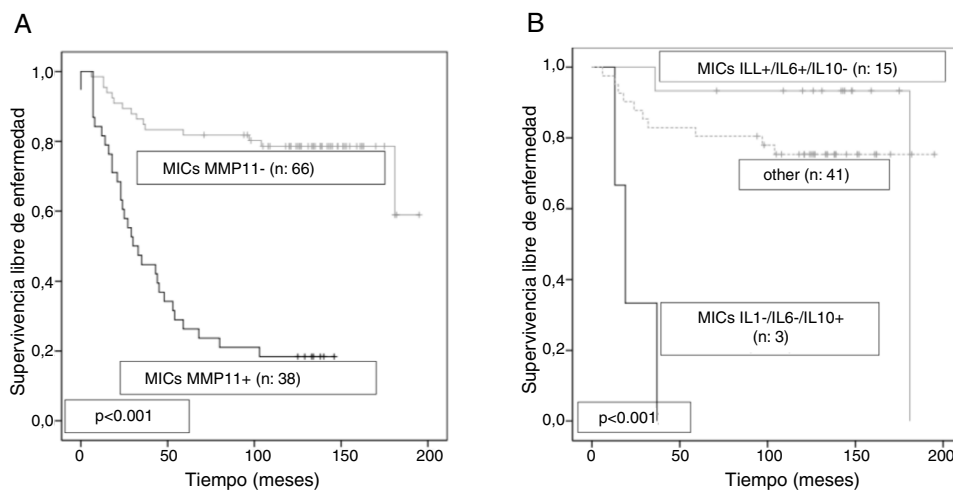 A
Supervivencia libre de enfermedad
1,0
0,8
0,6
0,4
0,2
0,0
MICs MMP11- (n: 66)
MICs MMP11+ (n: 38)
p<0.001
0
50
100
150
200
Tiempo (meses)
B
Supervivencia libre de enfermedad
1,0
0,8
0,6
0,4
0,2
0,0
MICs ILL+/IL6+/IL10- (n: 15)
other (n: 41)
MICs IL1-/IL6-/IL10+
(n: 3)
p<0.001
0
50
100
150
200
Tiempo (meses)